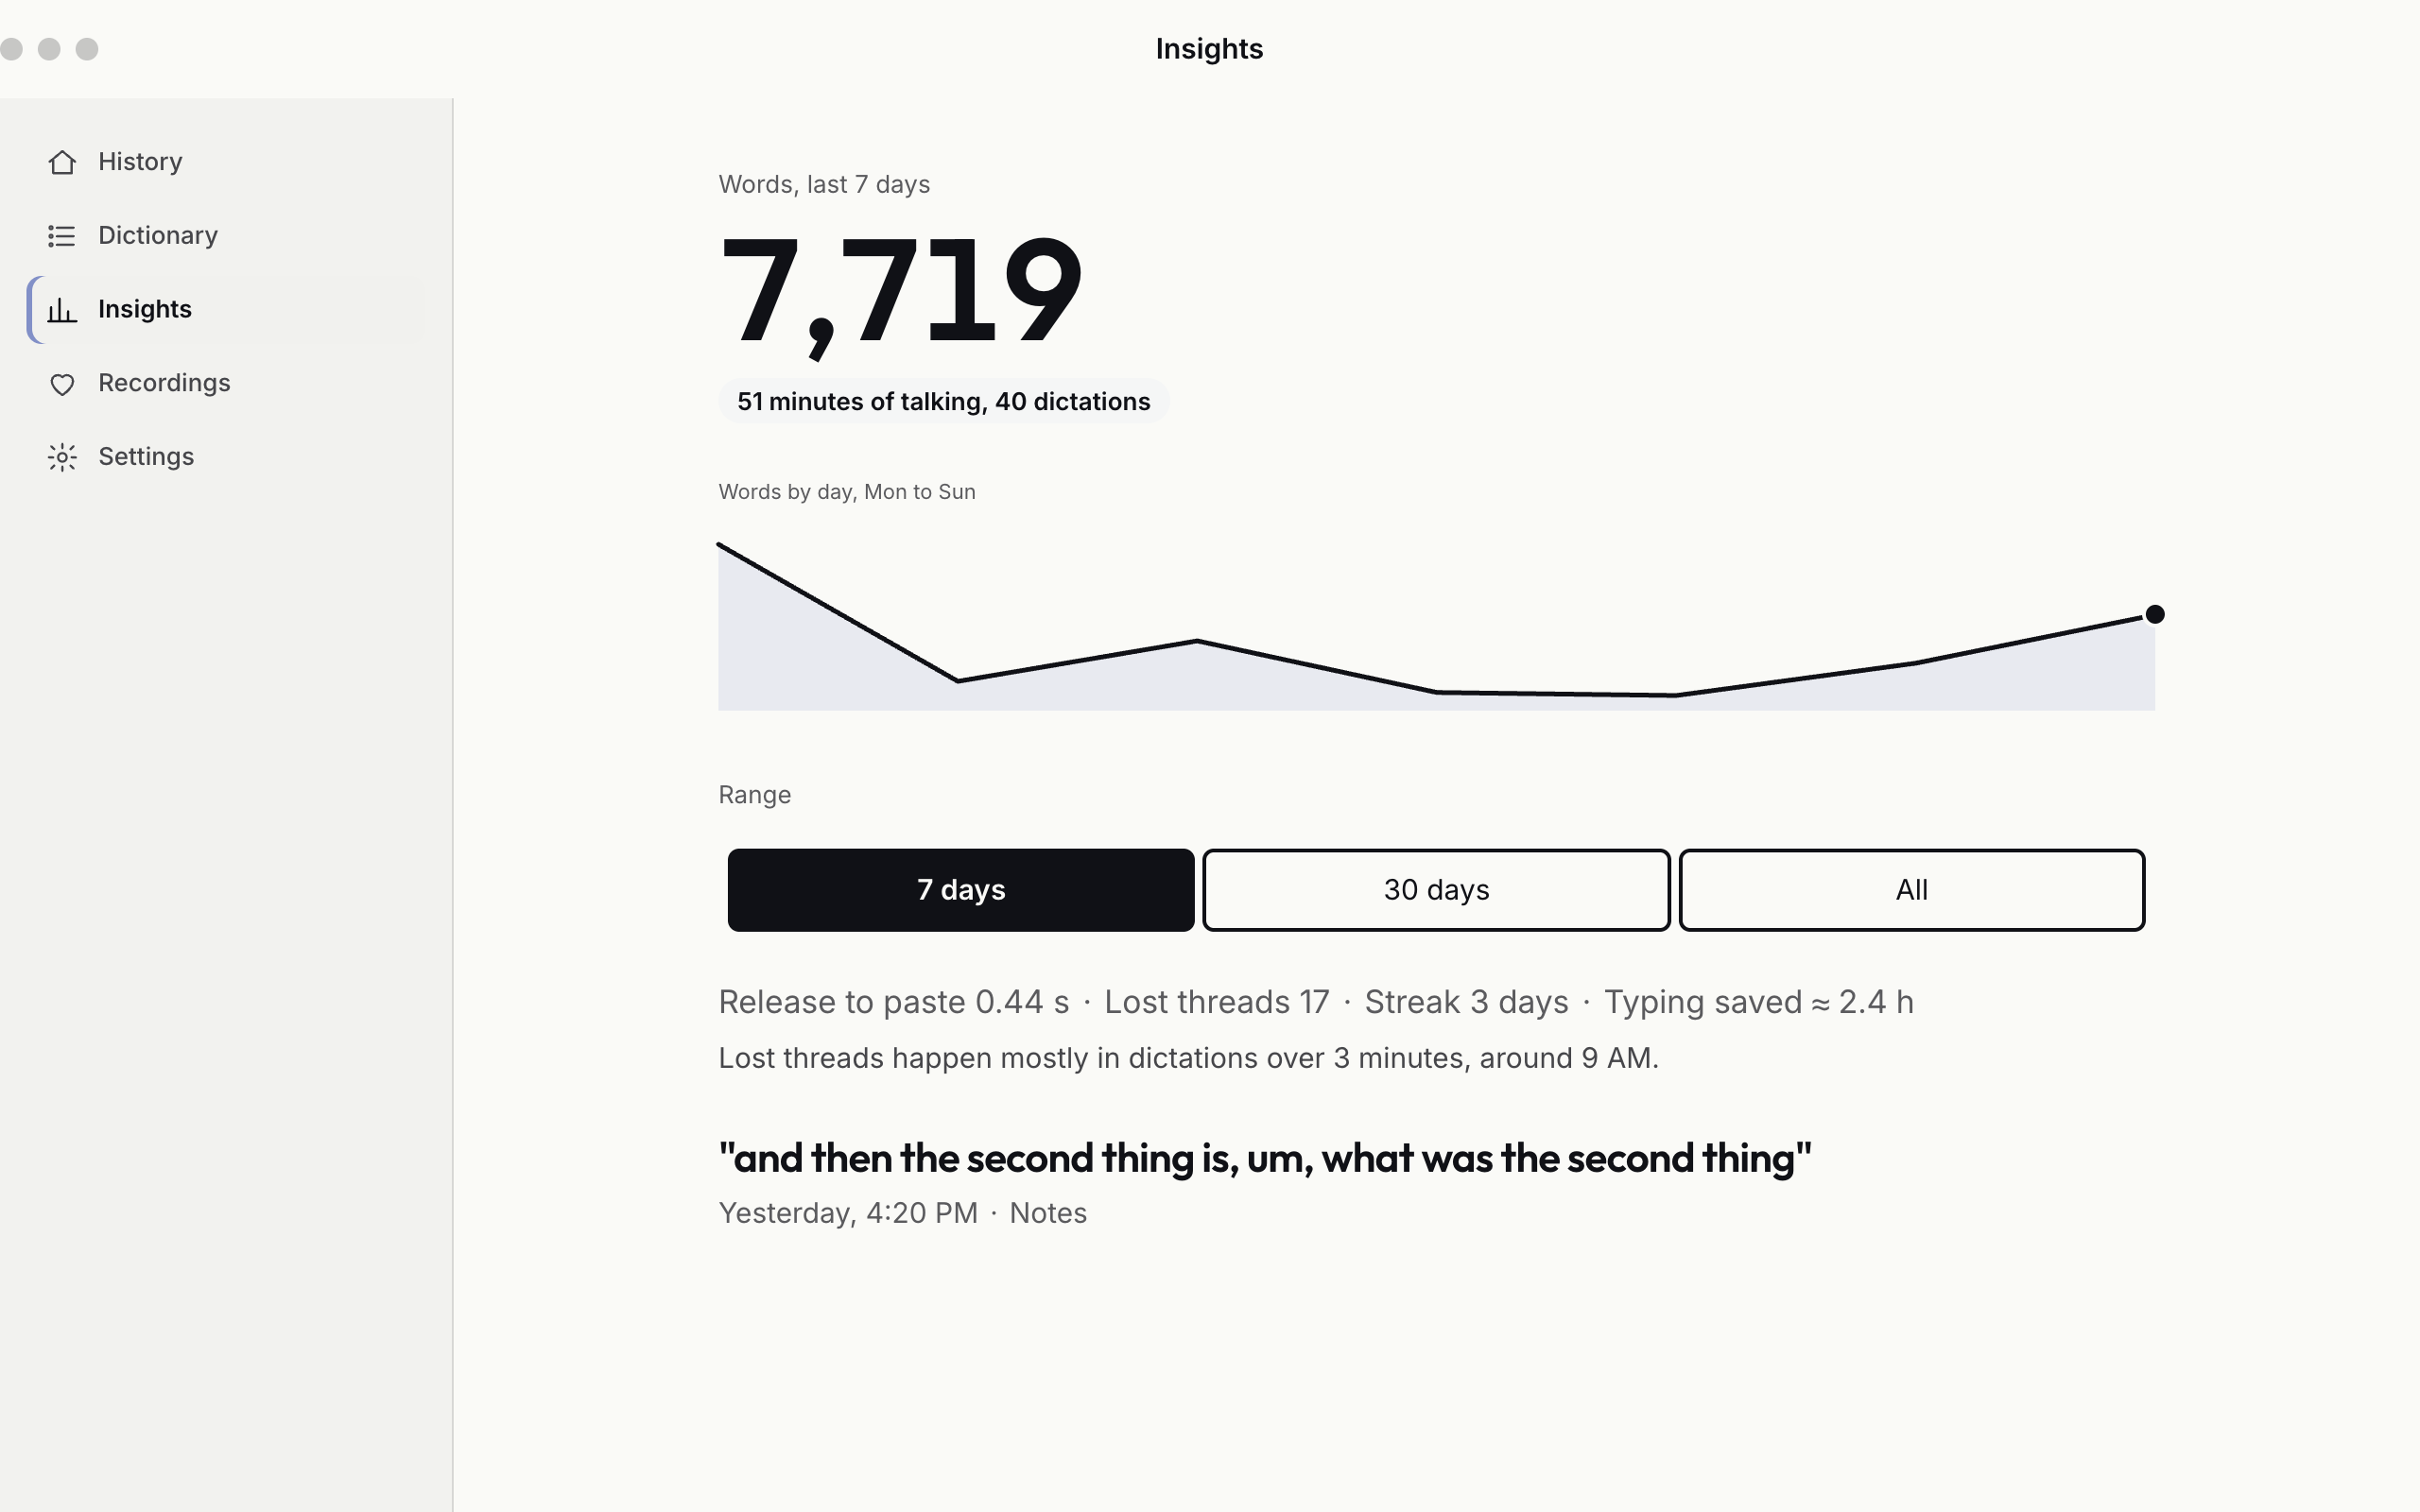 Insights
History
Dictionary
Insights
Recordings
Settings
Words, last 7 days
7,719
51 minutes of talking, 40 dictations
Words by day, Mon to Sun
Range
7 days
30 days
All
Release to paste 0.44 s · Lost threads 17 · Streak 3 days · Typing saved ≈ 2.4 h
Lost threads happen mostly in dictations over 3 minutes, around 9 AM.
"and then the second thing is, um, what was the second thing"
Yesterday, 4:20 PM · Notes